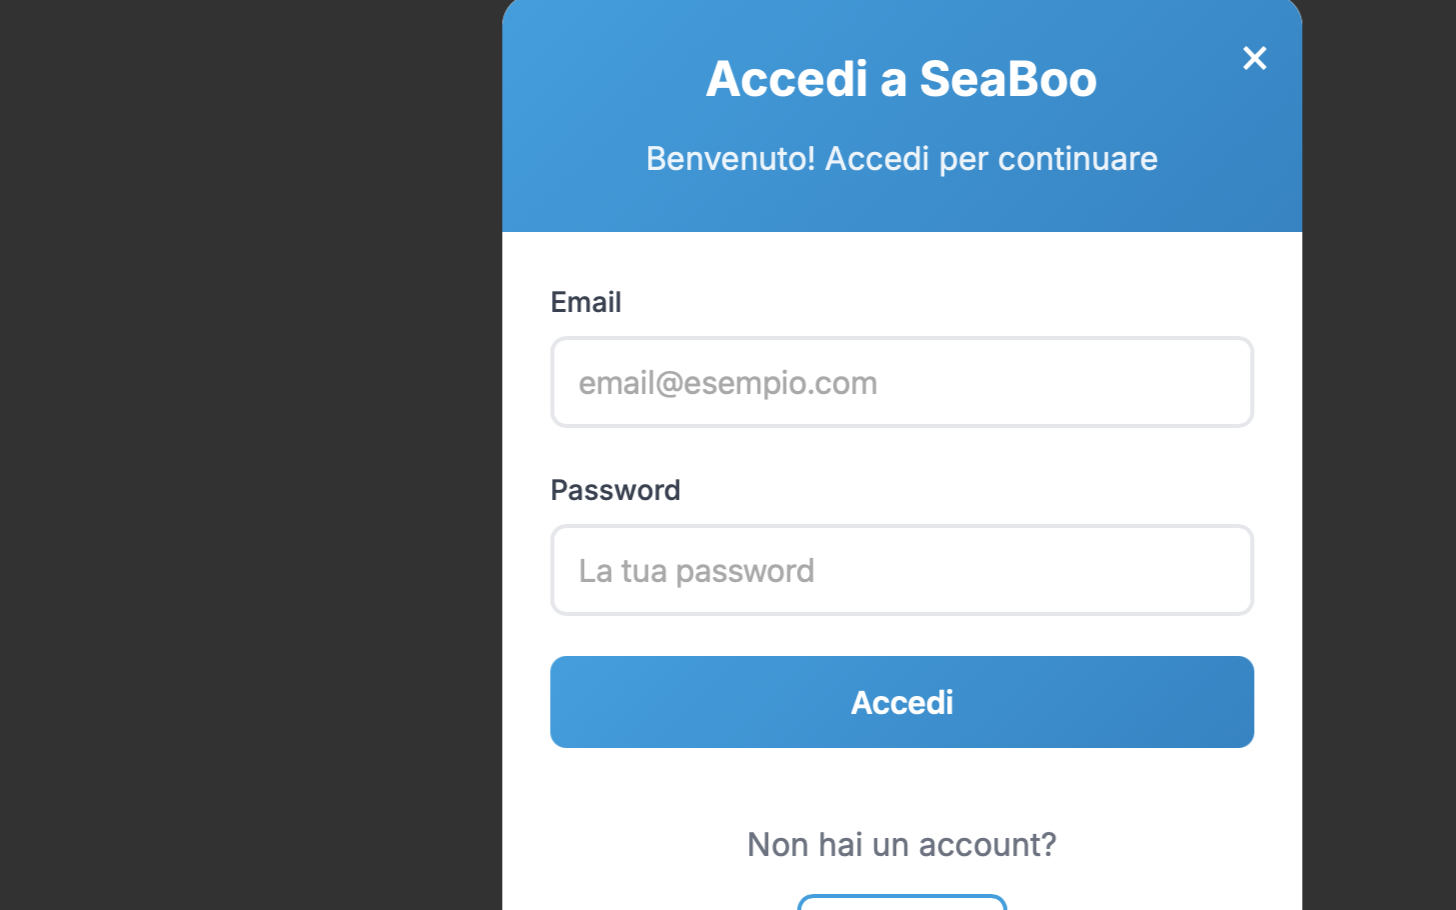 Accedi a SeaBoo
Benvenuto! Accedi per continuare
Email
email@esempio.com
Password
La tua password
Accedi
Non hai un account?